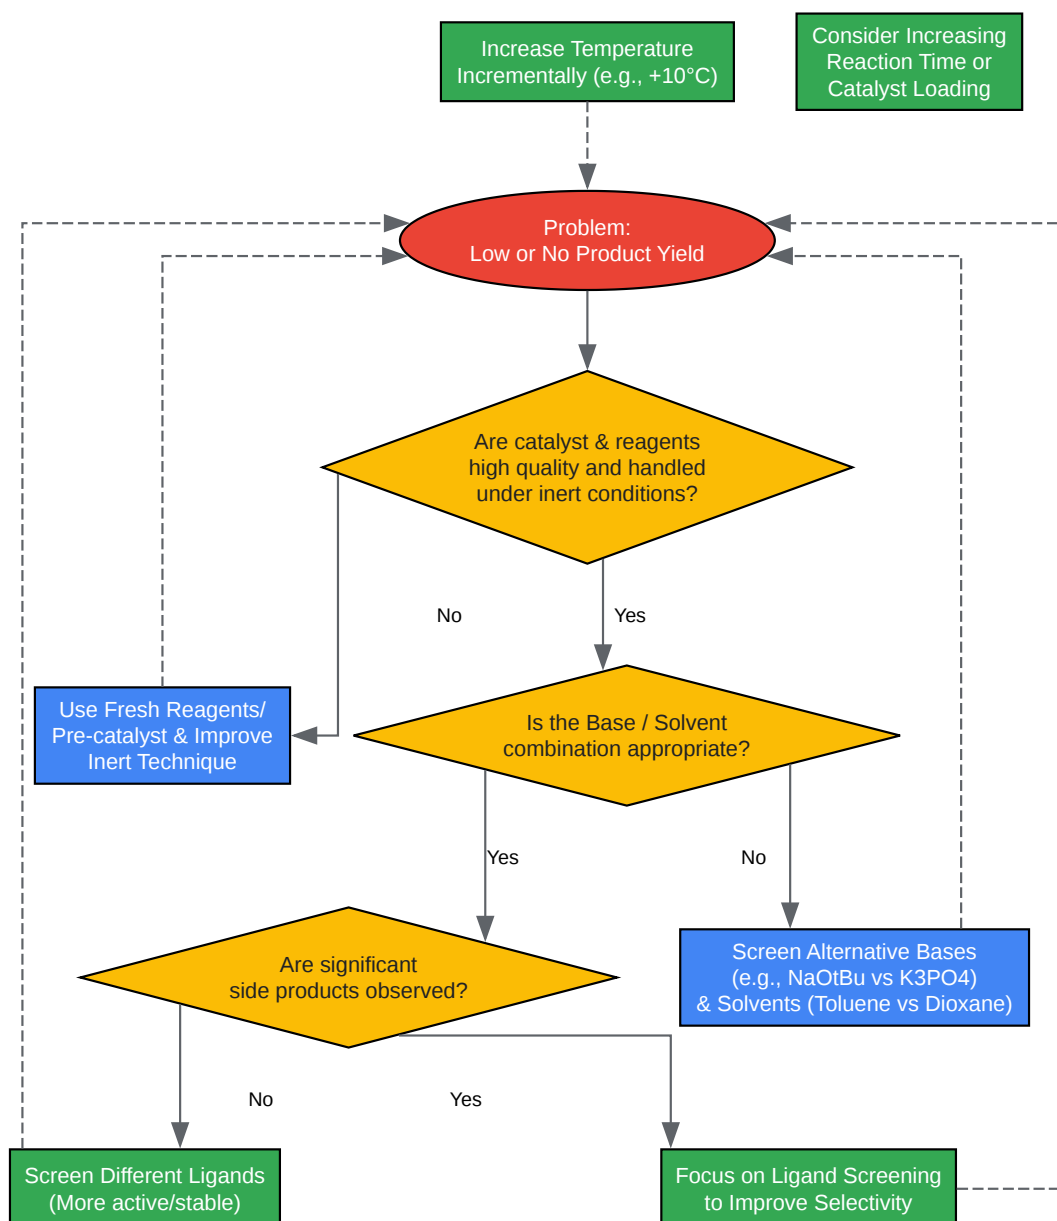 Increase Temperature
Incrementally (e.g., +10°C)
Consider Increasing
Reaction Time or
Catalyst Loading
Problem:
Low or No Product Yield
Are catalyst & reagents
high quality and handled
under inert conditions?
No
Yes
Use Fresh Reagents/
Pre-catalyst & Improve
Inert Technique
Is the Base / Solvent
combination appropriate?
Yes
No
Are significant
side products observed?
Screen Alternative Bases
(e.g., NaOtBu vs K3PO4)
& Solvents (Toluene vs Dioxane)
No
Yes
Screen Different Ligands
(More active/stable)
Focus on Ligand Screening
to Improve Selectivity